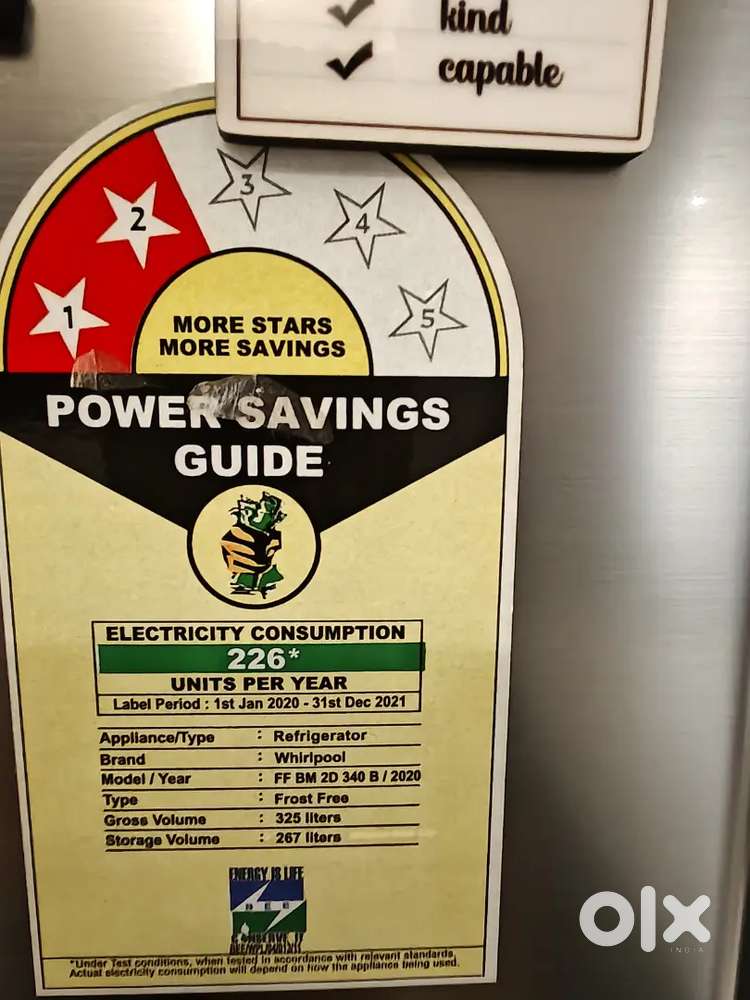 kind
capable
1
2
3
4
5
MORE STARS
MORE SAVINGS
POWER SAVINGS
GUIDE
ELECTRICITY CONSUMPTION
226*
UNITS PER YEAR
Label Period : 1st Jan 2020 - 31st Dec 2021
Appliance/Type : Refrigerator
Brand : Whirlpool
Model / Year : FF BM 2D 340 B / 2020
Type : Frost Free
Gross Volume : 325 liters
Storage Volume : 267 liters
ENERGY IS LIFE
BEE
CONSERVE IT
*Under Test conditions, when tested in accordance with relevant standards.
Actual electricity consumption will depend on how the appliance being used.
olx
INDIA